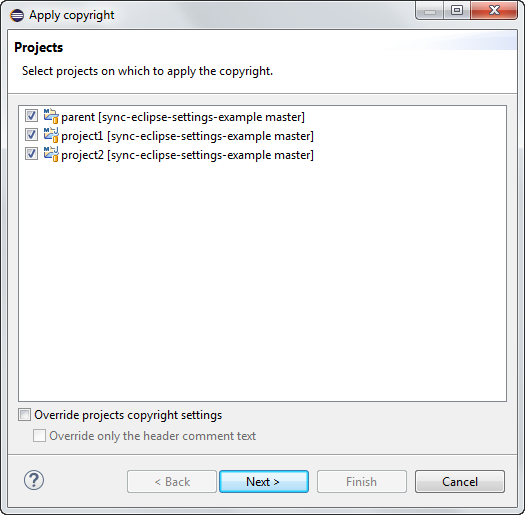 Apply copyright
Projects
Select projects on which to apply the copyright.
parent [sync-eclipse-settings-example master]
project1 [sync-eclipse-settings-example master]
project2 [sync-eclipse-settings-example master]
Override projects copyright settings
Override only the header comment text
? < Back Next > Finish Cancel